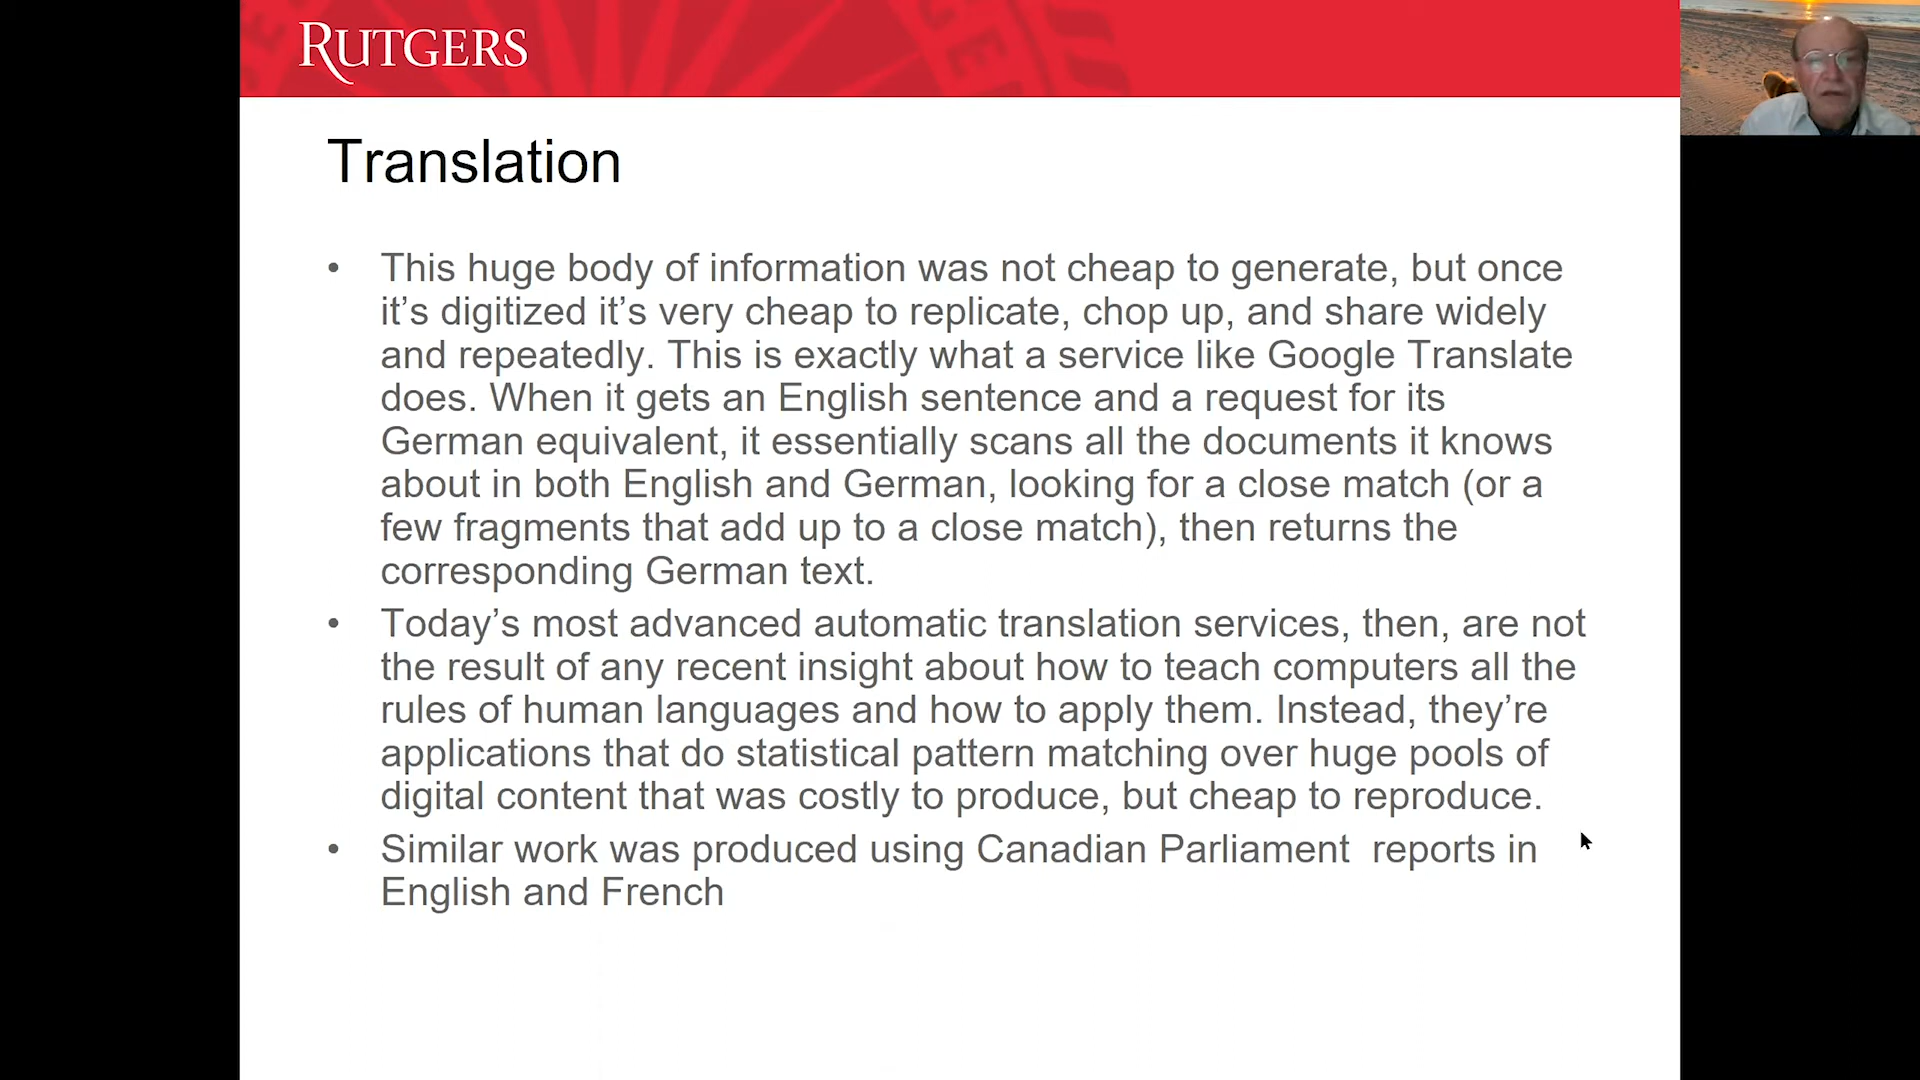 RUTGERS
Translation
• This huge body of information was not cheap to generate, but once
it’s digitized it’s very cheap to replicate, chop up, and share widely
and repeatedly. This is exactly what a service like Google Translate
does. When it gets an English sentence and a request for its
German equivalent, it essentially scans all the documents it knows
about in both English and German, looking for a close match (or a
few fragments that add up to a close match), then returns the
corresponding German text.
• Today’s most advanced automatic translation services, then, are not
the result of any recent insight about how to teach computers all the
rules of human languages and how to apply them. Instead, they’re
applications that do statistical pattern matching over huge pools of
digital content that was costly to produce, but cheap to reproduce.
• Similar work was produced using Canadian Parliament  reports in
English and French